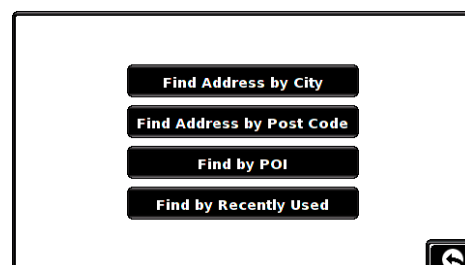 Find Address by City
Find Address by Post Code
Find by POI
Find by Recently Used